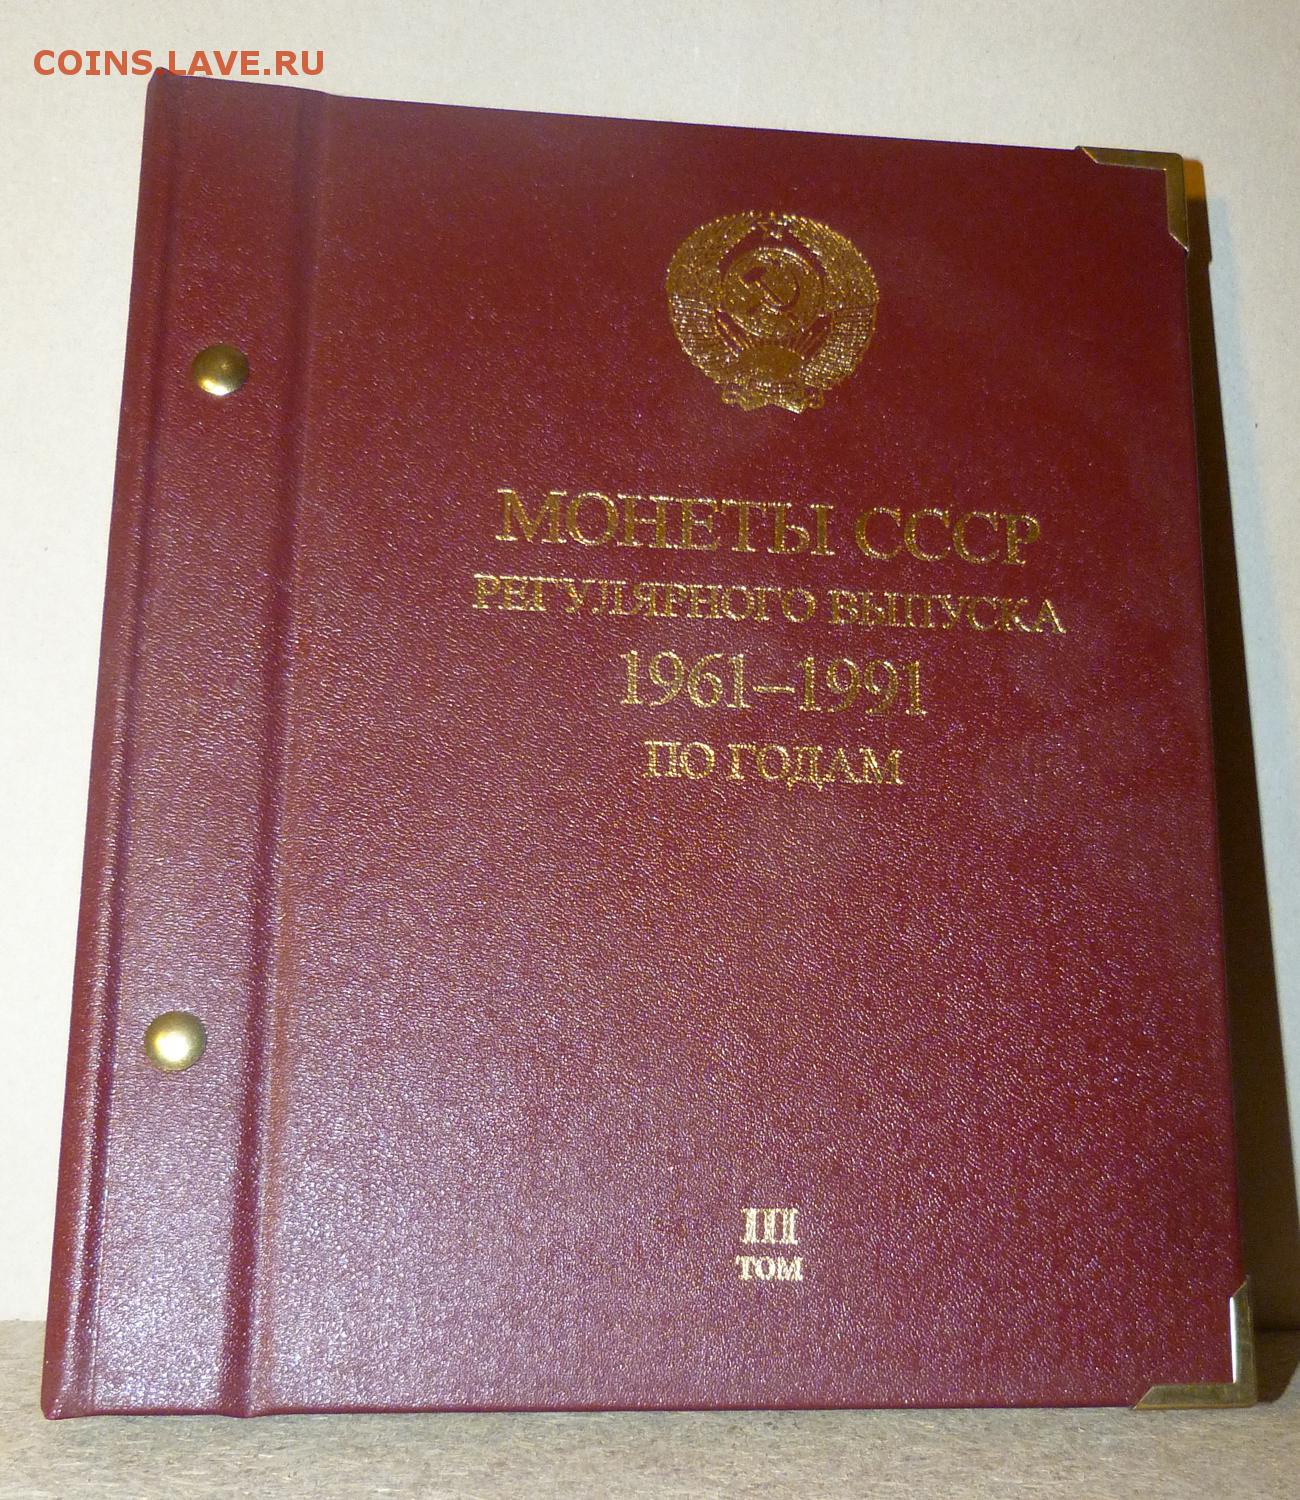 COINS.LAVE.RU
МОНЕТЫ СССР
РЕГУЛЯРНОГО ВЫПУСКА
1961–1991
ПО ГОДАМ
III
ТОМ